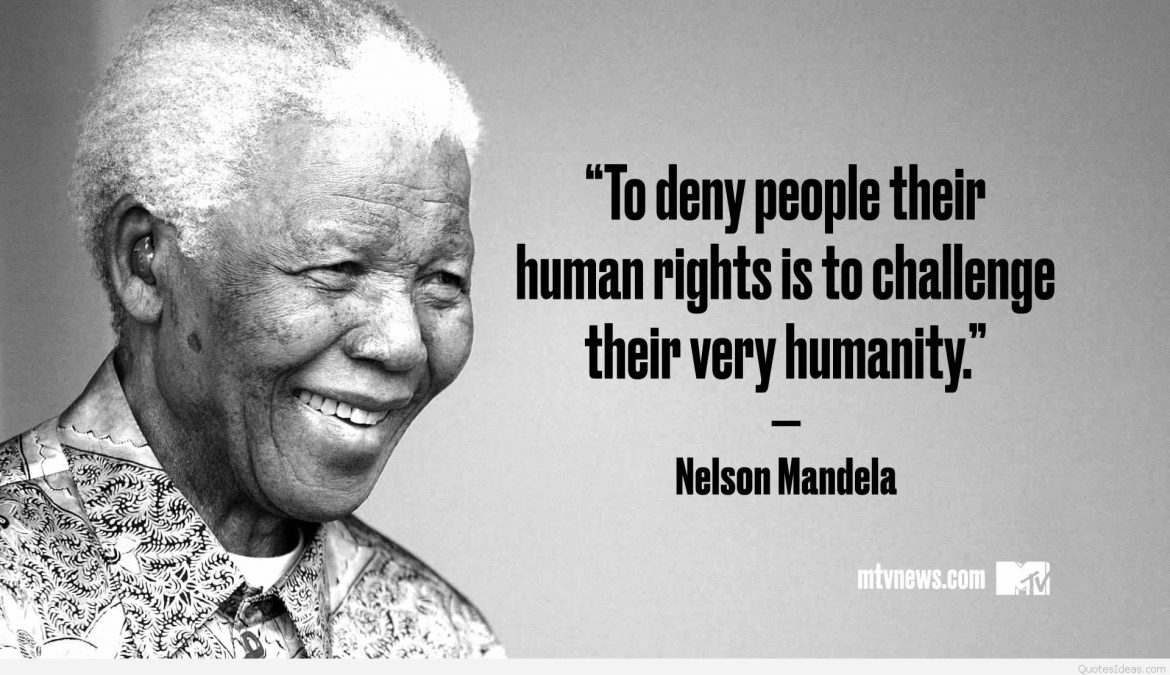 “To deny people their
human rights is to challenge
their very humanity.”
—
Nelson Mandela
mtvnews.com MTV
QuotesIdeas.com